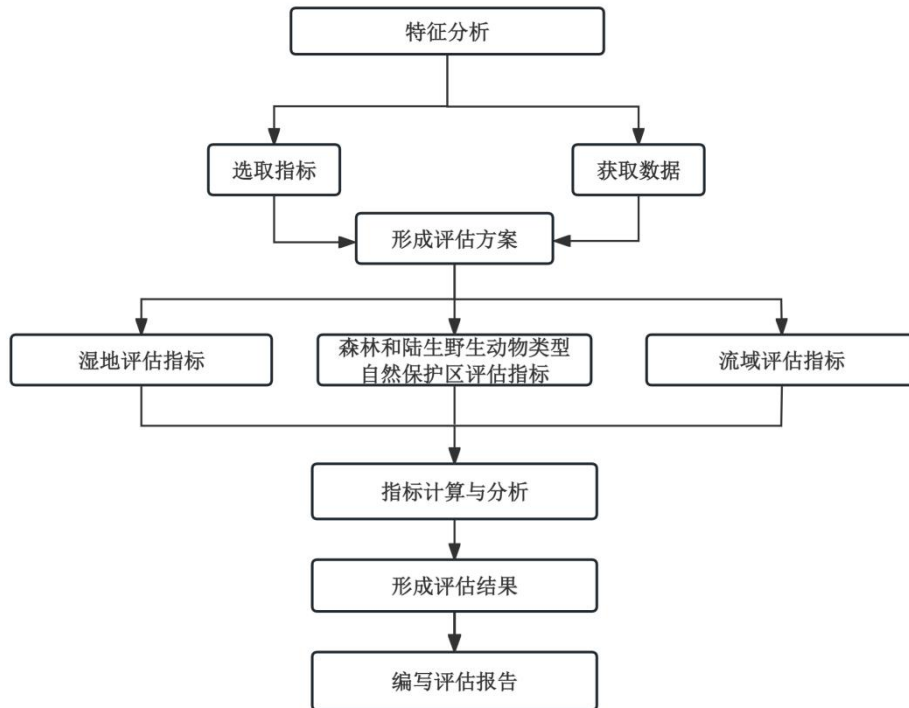 特征分析
选取指标
获取数据
形成评估方案
湿地评估指标
森林和陆生野生动物类型
自然保护区评估指标
流域评估指标
指标计算与分析
形成评估结果
编写评估报告